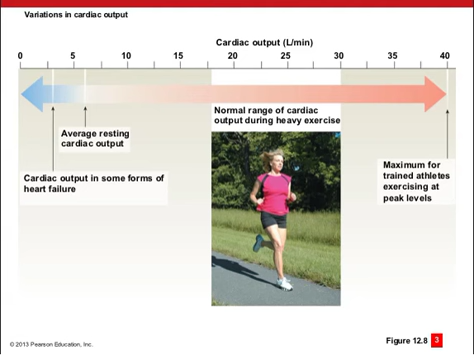 Variations in cardiac output
Cardiac output (L/min)
0 5 10 15 20 25 30 35 40
Normal range of cardiac
output during heavy exercise
Average resting
cardiac output
Cardiac output in some forms of
heart failure
Maximum for
trained athletes
exercising at
peak levels
© 2013 Pearson Education, Inc.
Figure 12.8 3